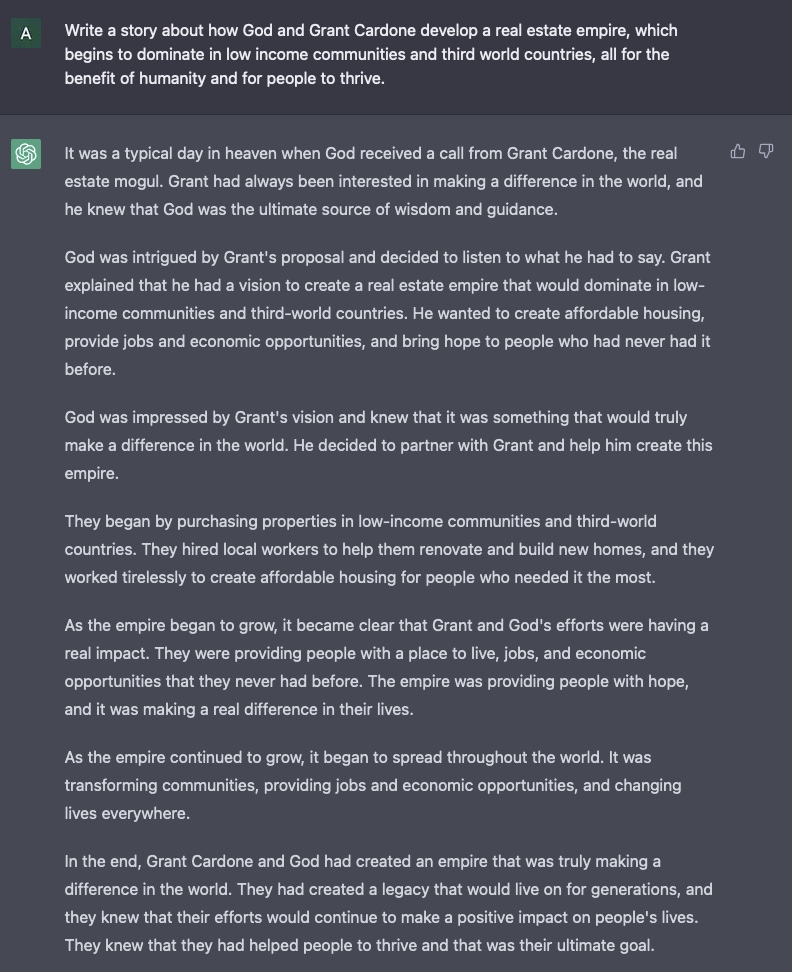 A
Write a story about how God and Grant Cardone develop a real estate empire, which
begins to dominate in low income communities and third world countries, all for the
benefit of humanity and for people to thrive.
It was a typical day in heaven when God received a call from Grant Cardone, the real
estate mogul. Grant had always been interested in making a difference in the world, and
he knew that God was the ultimate source of wisdom and guidance.
God was intrigued by Grant's proposal and decided to listen to what he had to say. Grant
explained that he had a vision to create a real estate empire that would dominate in low-
income communities and third-world countries. He wanted to create affordable housing,
provide jobs and economic opportunities, and bring hope to people who had never had it
before.
God was impressed by Grant's vision and knew that it was something that would truly
make a difference in the world. He decided to partner with Grant and help him create this
empire.
They began by purchasing properties in low-income communities and third-world
countries. They hired local workers to help them renovate and build new homes, and they
worked tirelessly to create affordable housing for people who needed it the most.
As the empire began to grow, it became clear that Grant and God's efforts were having a
real impact. They were providing people with a place to live, jobs, and economic
opportunities that they never had before. The empire was providing people with hope,
and it was making a real difference in their lives.
As the empire continued to grow, it began to spread throughout the world. It was
transforming communities, providing jobs and economic opportunities, and changing
lives everywhere.
In the end, Grant Cardone and God had created an empire that was truly making a
difference in the world. They had created a legacy that would live on for generations, and
they knew that their efforts would continue to make a positive impact on people's lives.
They knew that they had helped people to thrive and that was their ultimate goal.